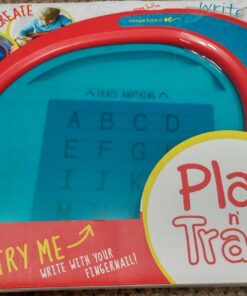 CREATE
Write
TRACE ANYTHING
A B C D
E F G
I J K
M
TRY ME
WRITE WITH YOUR
FINGERNAIL!
Pla
n
Tra